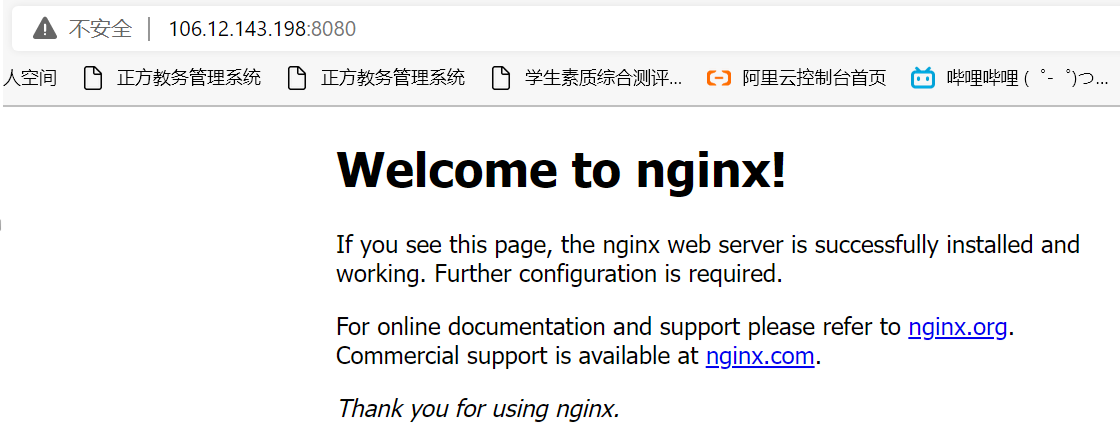 不安全 | 106.12.143.198:8080
人空间 正方教务管理系统 正方教务管理系统 学生素质综合测评... 阿里云控制台首页 哔哩哔哩 ( ゜- ゜)つ...
Welcome to nginx!
If you see this page, the nginx web server is successfully installed and
working. Further configuration is required.
For online documentation and support please refer to nginx.org.
Commercial support is available at nginx.com.
Thank you for using nginx.